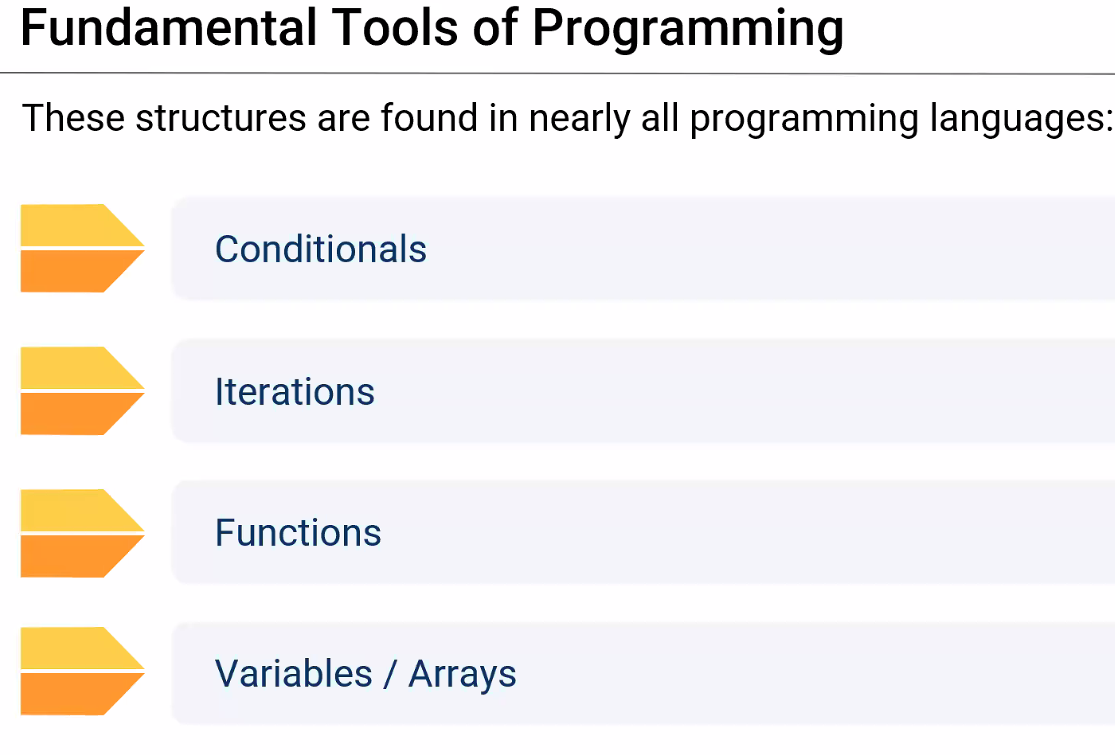 Fundamental Tools of Programming
These structures are found in nearly all programming languages:
Conditionals
Iterations
Functions
Variables / Arrays